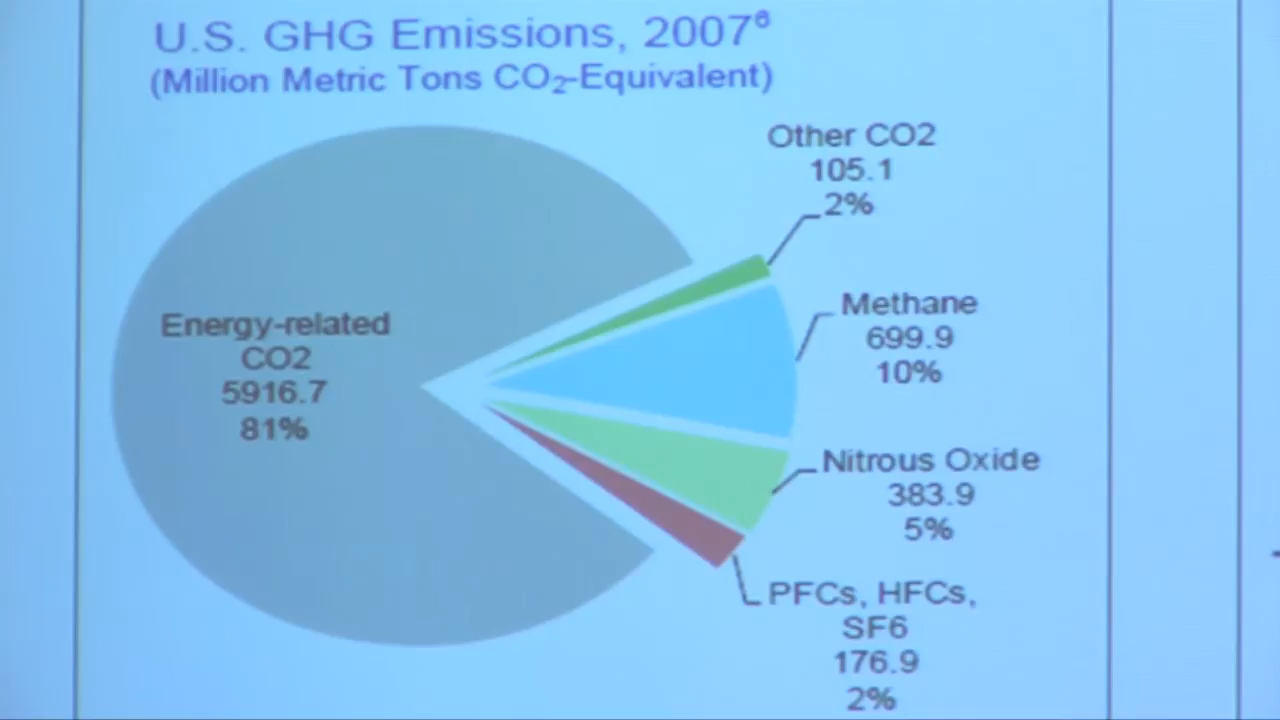 U.S. GHG Emissions, 2007⁶
(Million Metric Tons CO₂-Equivalent)
Other CO2
105.1
2%
Methane
699.9
10%
Energy-related
CO2
5916.7
81%
Nitrous Oxide
383.9
5%
PFCs, HFCs,
SF6
176.9
2%